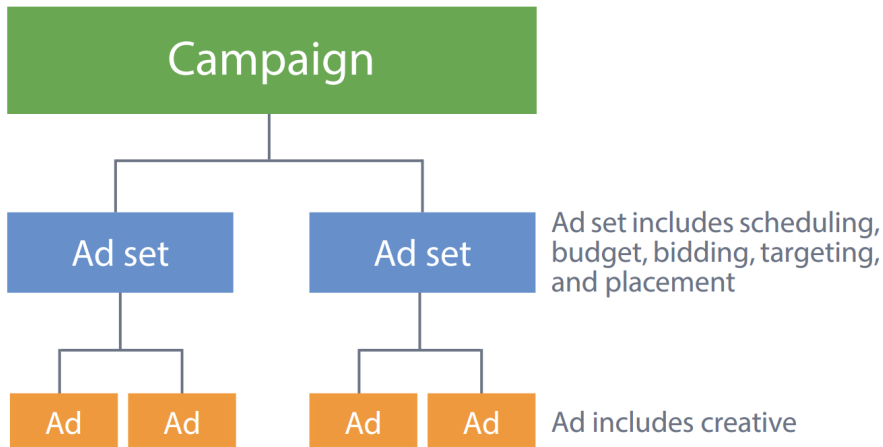 Campaign
Ad set
Ad set
Ad set includes scheduling,
budget, bidding, targeting,
and placement
Ad
Ad
Ad
Ad
Ad includes creative